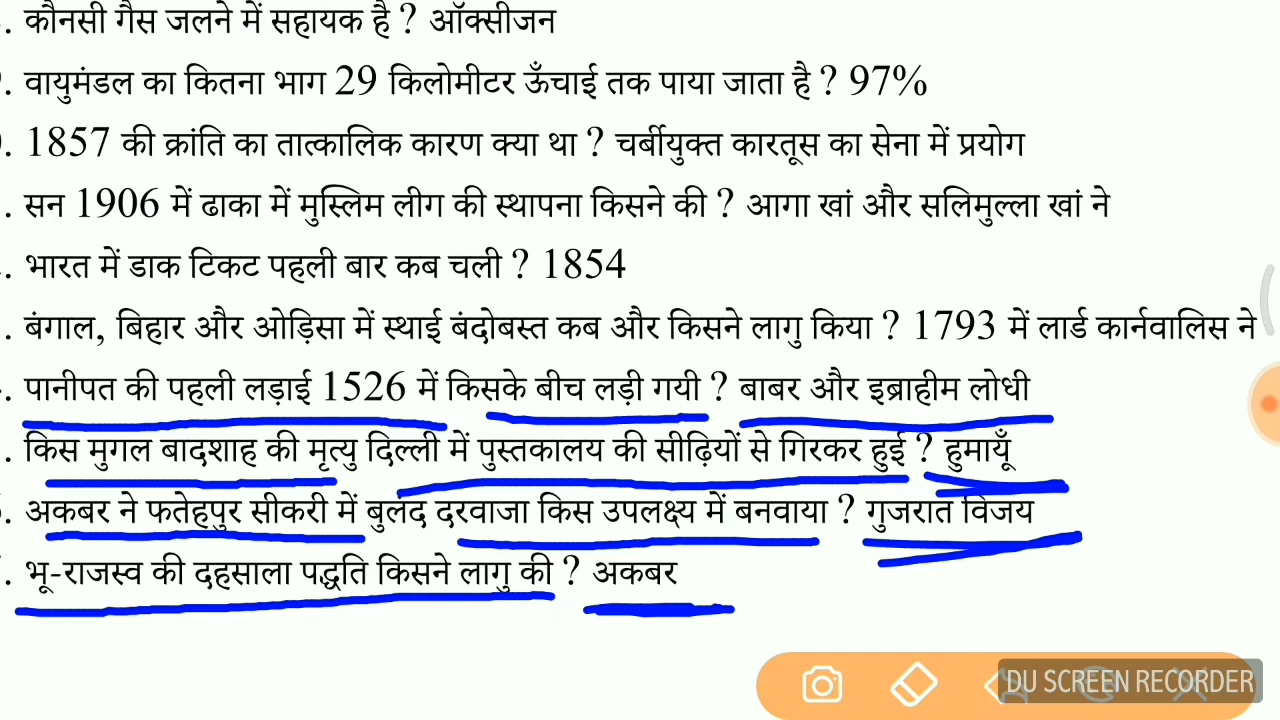 . कौनसी गैस जलने में सहायक है ? ऑक्सीजन
. वायुमंडल का कितना भाग 29 किलोमीटर ऊँचाई तक पाया जाता है ? 97%
. 1857 की क्रांति का तात्कालिक कारण क्या था ? चर्बीयुक्त कारतूस का सेना में प्रयोग
. सन 1906 में ढाका में मुस्लिम लीग की स्थापना किसने की ? आगा खां और सलिमुल्ला खां ने
. भारत में डाक टिकट पहली बार कब चली ? 1854
. बंगाल, बिहार और ओड़िसा में स्थाई बंदोबस्त कब और किसने लागु किया ? 1793 में लार्ड कार्नवालिस ने
. पानीपत की पहली लड़ाई 1526 में किसके बीच लड़ी गयी ? बाबर और इब्राहीम लोधी
. किस मुगल बादशाह की मृत्यु दिल्ली में पुस्तकालय की सीढ़ियों से गिरकर हुई ? हुमायूँ
. अकबर ने फतेहपुर सीकरी में बुलंद दरवाजा किस उपलक्ष्य में बनवाया ? गुजरात विजय
. भू-राजस्व की दहसाला पद्धति किसने लागु की ? अकबर
DU SCREEN RECORDER